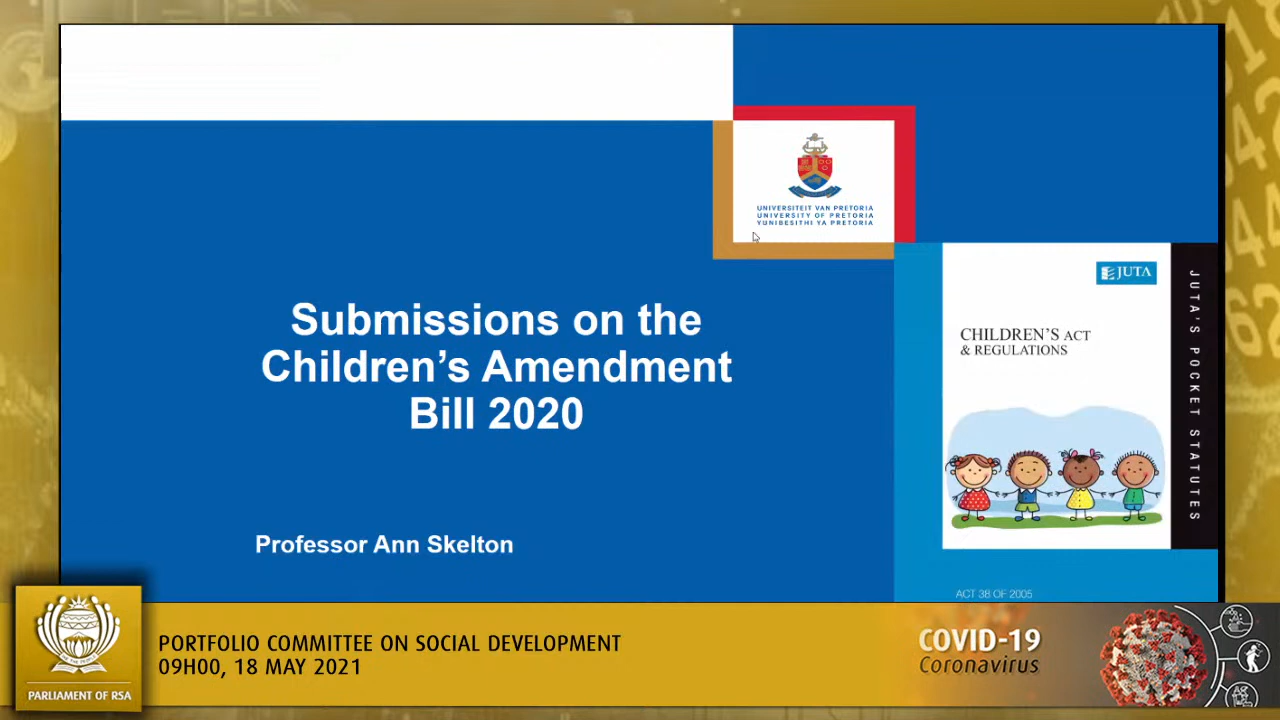 UNIVERSITEIT VAN PRETORIA
UNIVERSITY OF PRETORIA
YUNIBESITHI YA PRETORIA
Submissions on the
Children’s Amendment
Bill 2020
Professor Ann Skelton
JUTA
CHILDREN'S ACT
& REGULATIONS
JUTA'S POCKET STATUTES
ACT 38 OF 2005
PARLIAMENT OF RSA
PORTFOLIO COMMITTEE ON SOCIAL DEVELOPMENT
09H00, 18 MAY 2021
COVID-19
Coronavirus